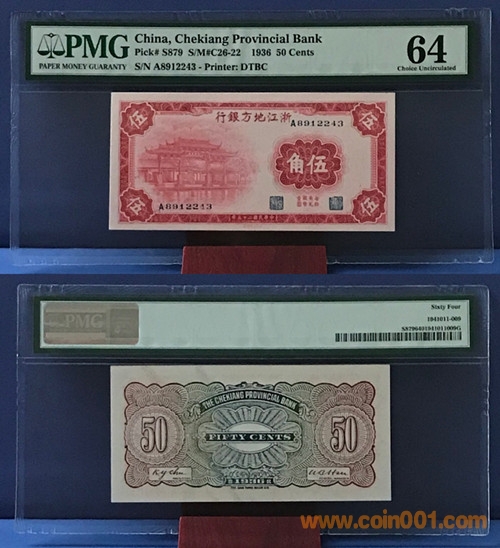 PMG
PAPER MONEY GUARANTY
China, Chekiang Provincial Bank
Pick# S879 S/M#C26-22 1936 50 Cents
S/N A8912243 - Printer: DTBC
64
Choice Uncirculated
行銀方地江浙
伍
伍
A8912243
角伍
A8912243
伍
伍
PMG
Sixty Four
1941011-009
S87964031941011009G
THE CHEKIANG PROVINCIAL BANK
50
FIFTY CENTS
50
1936
www.coin001.com